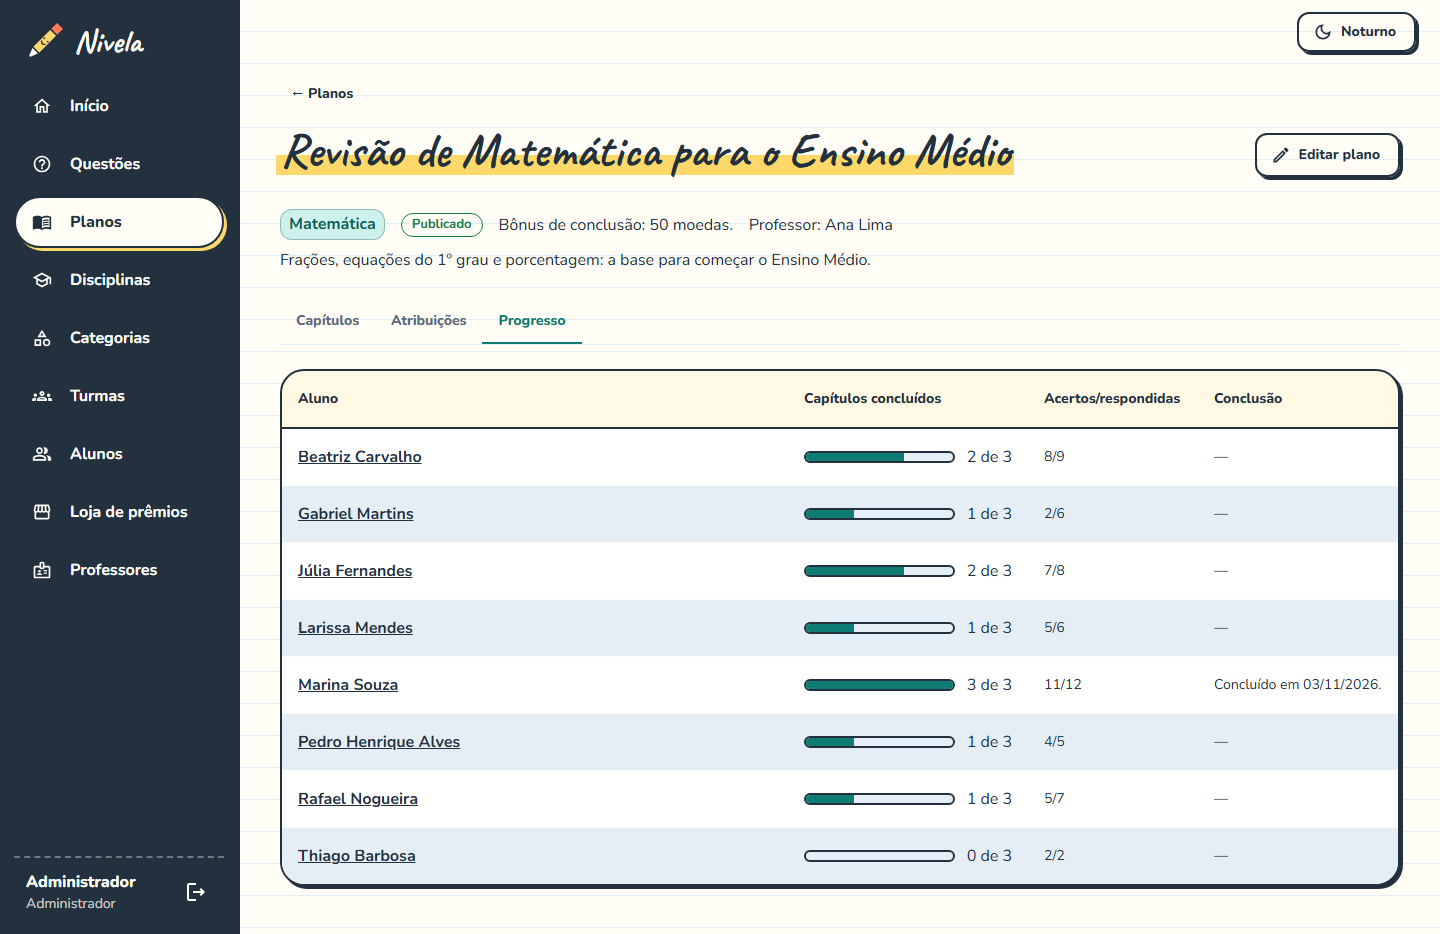 Nivela
Início
Questões
Planos
Disciplinas
Categorias
Turmas
Alunos
Loja de prêmios
Professores
Administrador
Administrador
Noturno
← Planos
Revisão de Matemática para o Ensino Médio
Editar plano
Matemática Publicado Bônus de conclusão: 50 moedas. Professor: Ana Lima
Frações, equações do 1º grau e porcentagem: a base para começar o Ensino Médio.
Capítulos Atribuições Progresso
Aluno Capítulos concluídos Acertos/respondidas Conclusão
Beatriz Carvalho 2 de 3 8/9 —
Gabriel Martins 1 de 3 2/6 —
Júlia Fernandes 2 de 3 7/8 —
Larissa Mendes 1 de 3 5/6 —
Marina Souza 3 de 3 11/12 Concluído em 03/11/2026.
Pedro Henrique Alves 1 de 3 4/5 —
Rafael Nogueira 1 de 3 5/7 —
Thiago Barbosa 0 de 3 2/2 —